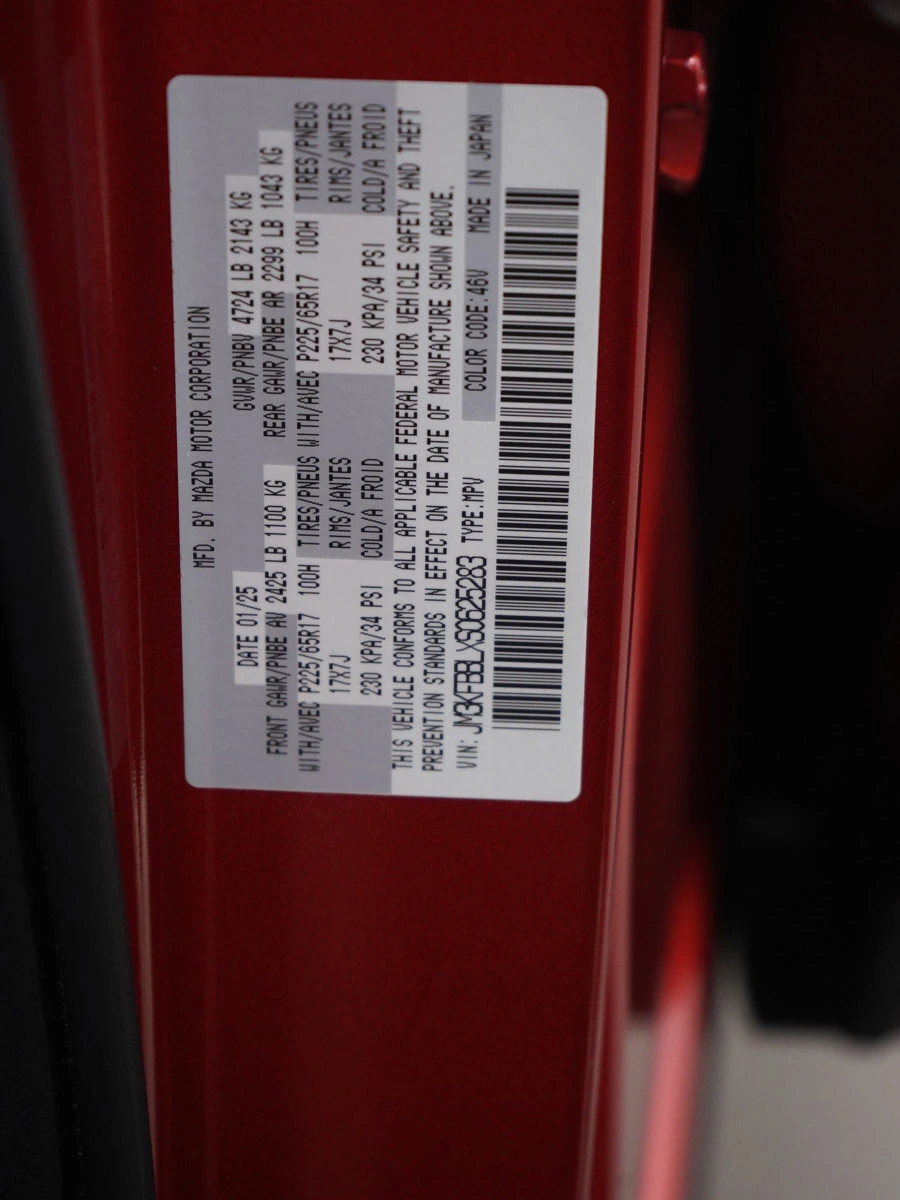 MFD. BY MAZDA MOTOR CORPORATION
DATE 01/25 GVWR/PNBV 4724 LB 2143 KG
FRONT GAWR/PNBE AV 2425 LB 1100 KG REAR GAWR/PNBE AR 2299 LB 1043 KG
WITH/AVEC P225/65R17 100H TIRES/PNEUS WITH/AVEC P225/65R17 100H TIRES/PNEUS
17X7J RIMS/JANTES 17X7J RIMS/JANTES
230 KPA/34 PSI COLD/A FROID 230 KPA/34 PSI COLD/A FROID
THIS VEHICLE CONFORMS TO ALL APPLICABLE FEDERAL MOTOR VEHICLE SAFETY AND THEFT
PREVENTION STANDARDS IN EFFECT ON THE DATE OF MANUFACTURE SHOWN ABOVE.
VIN: JM3KFBBLXS0625283 TYPE:MPV COLOR CODE:46V MADE IN JAPAN